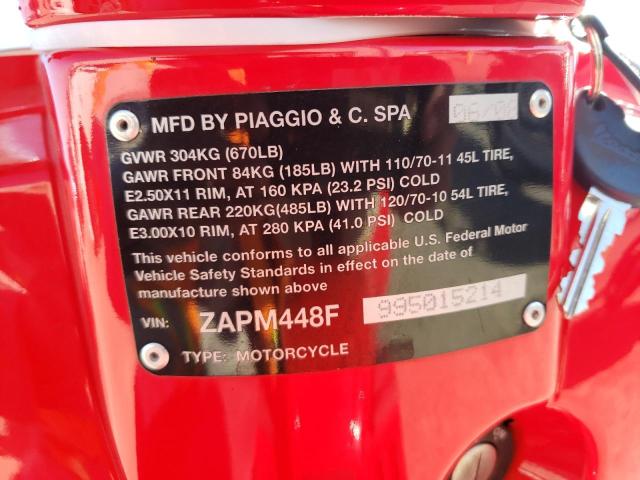 MFD BY PIAGGIO & C. SPA
GVWR 304KG (670LB)
GAWR FRONT 84KG (185LB) WITH 110/70-11 45L TIRE,
E2.50X11 RIM, AT 160 KPA (23.2 PSI) COLD
GAWR REAR 220KG(485LB) WITH 120/70-10 54L TIRE,
E3.00X10 RIM, AT 280 KPA (41.0 PSI) COLD
This vehicle conforms to all applicable U.S. Federal Motor
Vehicle Safety Standards in effect on the date of
manufacture shown above
VIN: ZAPM448F 995015214
TYPE: MOTORCYCLE